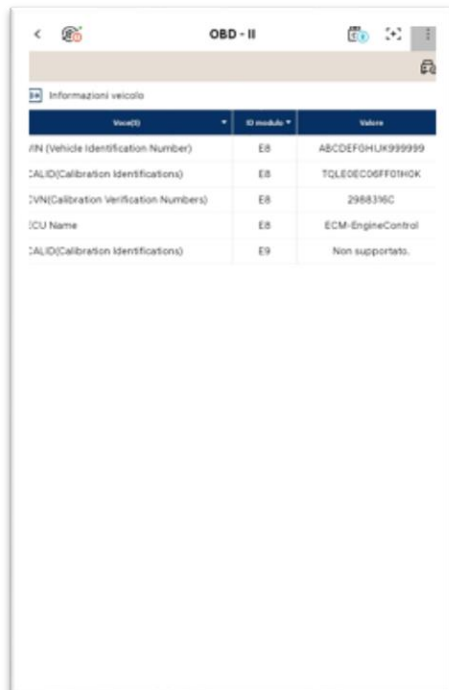 OBD - II
Informazioni veicolo
Voce(5) ID modulo Valore
VIN (Vehicle Identification Number) E8 ABCDEFGHIJK999999
CALID(Calibration Identifications) E8 TQLE0EC06FF01H0K
CVN(Calibration Verification Numbers) E8 2988316C
ECU Name E8 ECM-EngineControl
CALID(Calibration Identifications) E9 Non supportato.